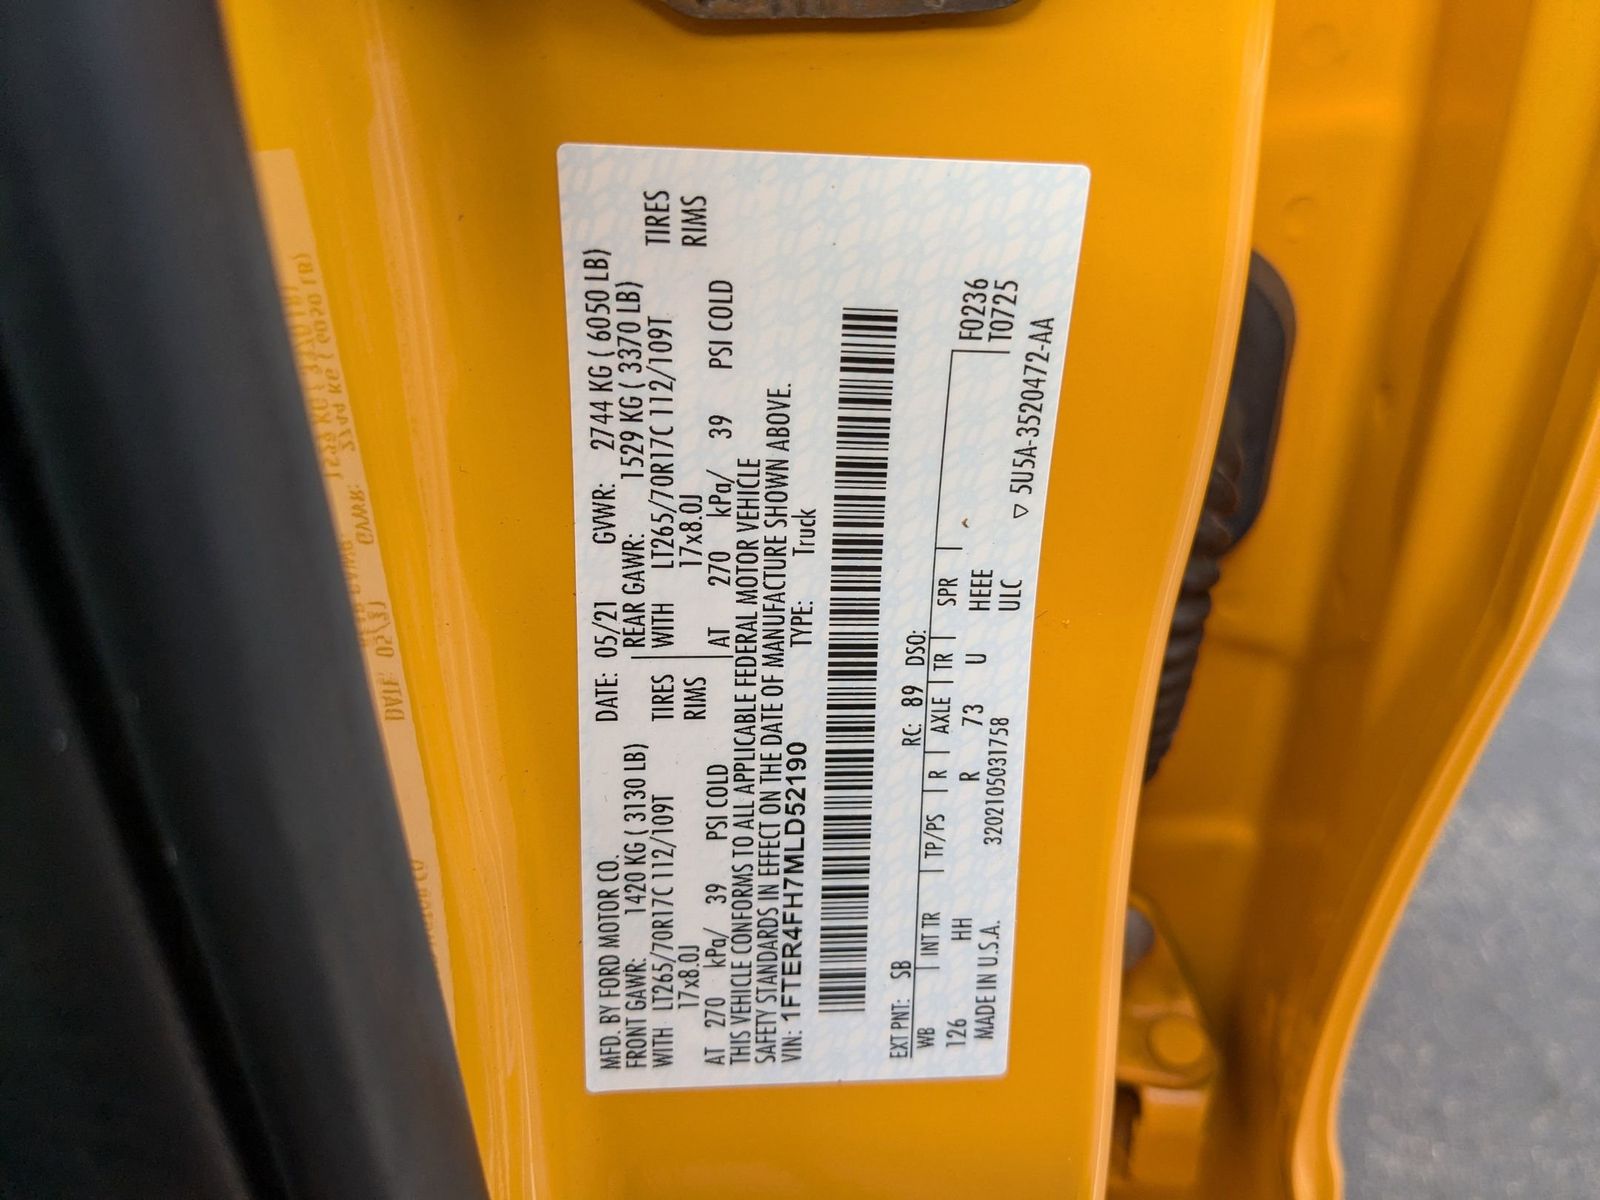 MFD. BY FORD MOTOR CO. DATE: 05/21 GVWR: 2744 KG ( 6050 LB)
FRONT GAWR: 1420 KG ( 3130 LB) REAR GAWR: 1529 KG ( 3370 LB)
WITH LT265/70R17C 112/109T TIRES WITH LT265/70R17C 112/109T TIRES
17x8.0J RIMS 17x8.0J RIMS
AT 270 kPa/ 39 PSI COLD AT 270 kPa/ 39 PSI COLD
THIS VEHICLE CONFORMS TO ALL APPLICABLE FEDERAL MOTOR VEHICLE
SAFETY STANDARDS IN EFFECT ON THE DATE OF MANUFACTURE SHOWN ABOVE.
VIN: 1FTER4FH7MLD52190 TYPE: Truck
EXT PNT: SB RC: 89 DSO:
WB INT TR TP/PS R AXLE TR SPR F0236
126 HH R 73 U HEEE T0725
MADE IN U.S.A. 3202105031758 ULC
▽ 5U5A-3520472-AA